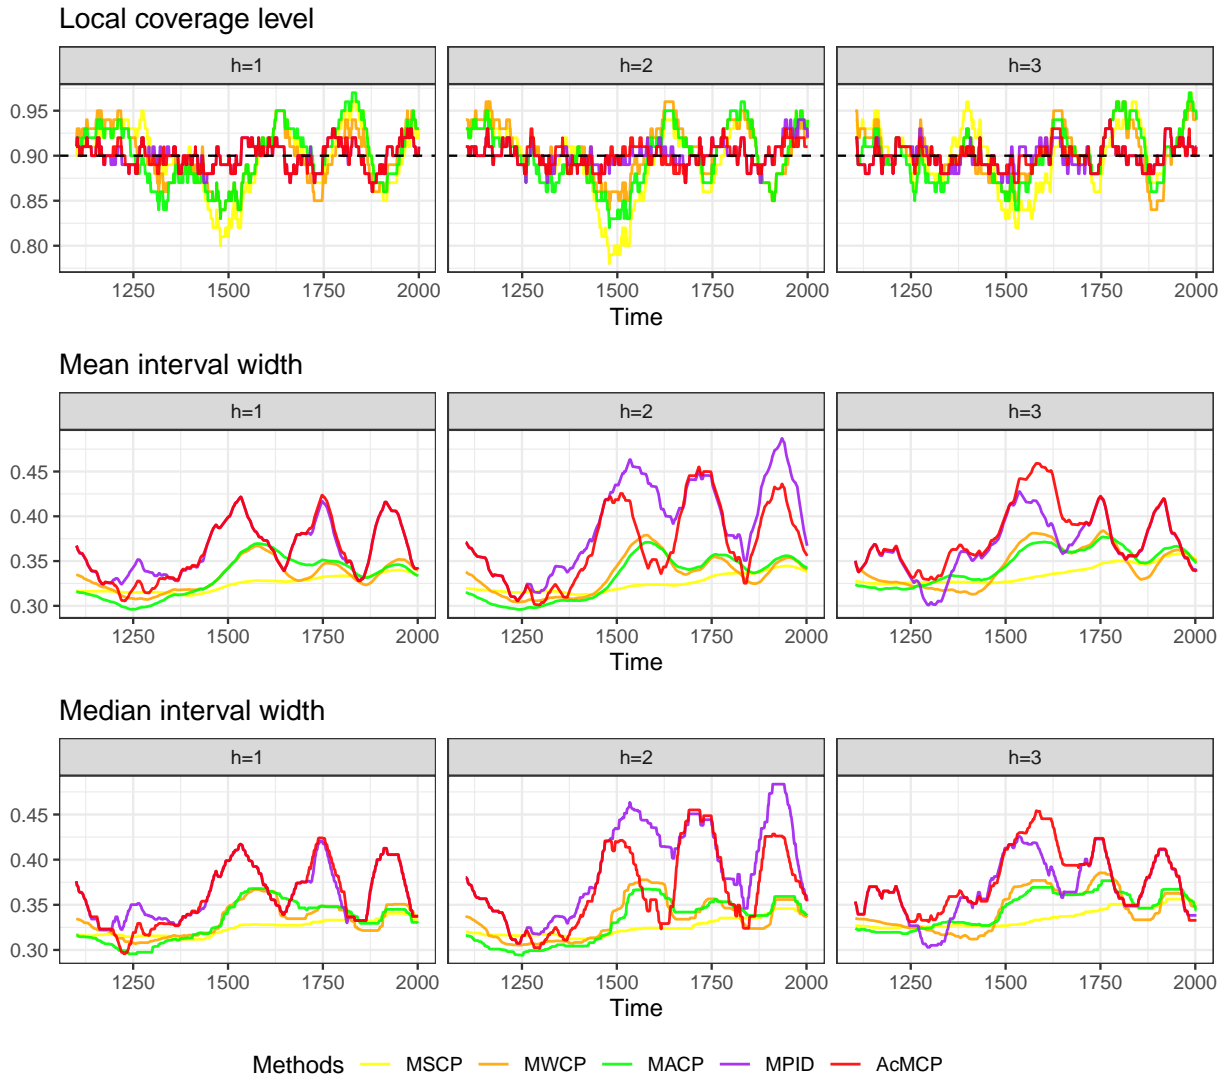 Local coverage level
h=1 h=2 h=3
0.95
0.90
0.85
0.80
1250 1500 1750 2000 1250 1500 1750 2000 1250 1500 1750 2000
Time
Mean interval width
h=1 h=2 h=3
0.45
0.40
0.35
0.30
1250 1500 1750 2000 1250 1500 1750 2000 1250 1500 1750 2000
Time
Median interval width
h=1 h=2 h=3
0.45
0.40
0.35
0.30
1250 1500 1750 2000 1250 1500 1750 2000 1250 1500 1750 2000
Time
Methods MSCP MWCP MACP MPID AcMCP